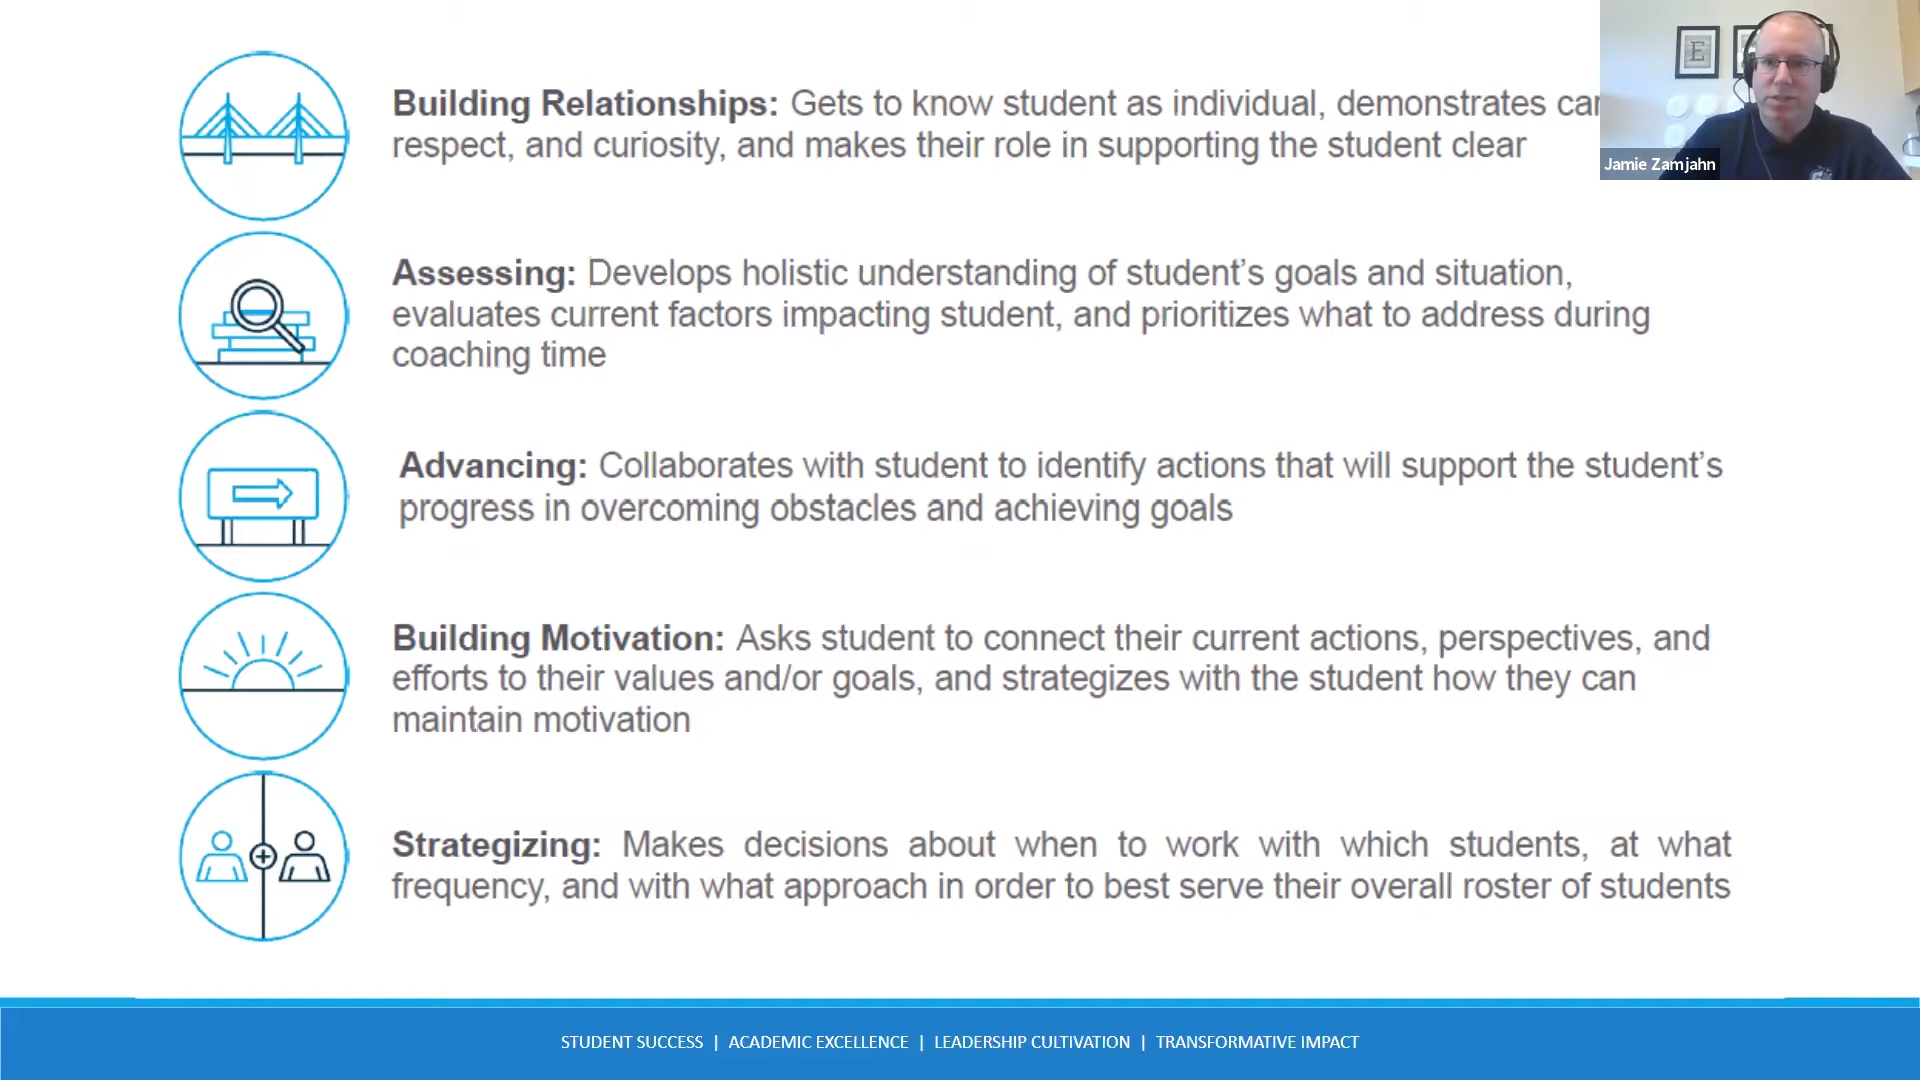 Building Relationships: Gets to know student as individual, demonstrates
respect, and curiosity, and makes their role in supporting the student clear
E
Jamie Zamjahn
Assessing: Develops holistic understanding of student’s goals and situation,
evaluates current factors impacting student, and prioritizes what to address during
coaching time
Advancing: Collaborates with student to identify actions that will support the student’s
progress in overcoming obstacles and achieving goals
Building Motivation: Asks student to connect their current actions, perspectives, and
efforts to their values and/or goals, and strategizes with the student how they can
maintain motivation
Strategizing: Makes decisions about when to work with which students, at what
frequency, and with what approach in order to best serve their overall roster of students
STUDENT SUCCESS | ACADEMIC EXCELLENCE | LEADERSHIP CULTIVATION | TRANSFORMATIVE IMPACT